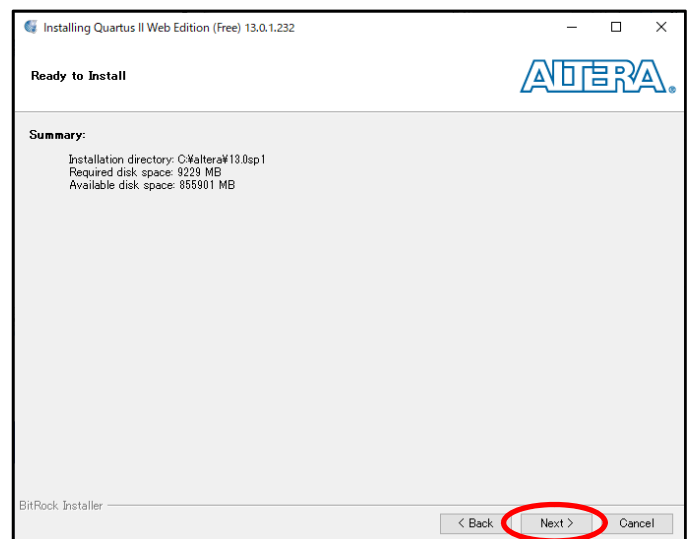 Installing Quartus II Web Edition (Free) 13.0.1.232
Ready to Install
ALTERA®
Summary:
Installation directory: C:¥altera¥13.0sp1
Required disk space: 9229 MB
Available disk space: 855901 MB
BitRock Installer
< Back Next > Cancel